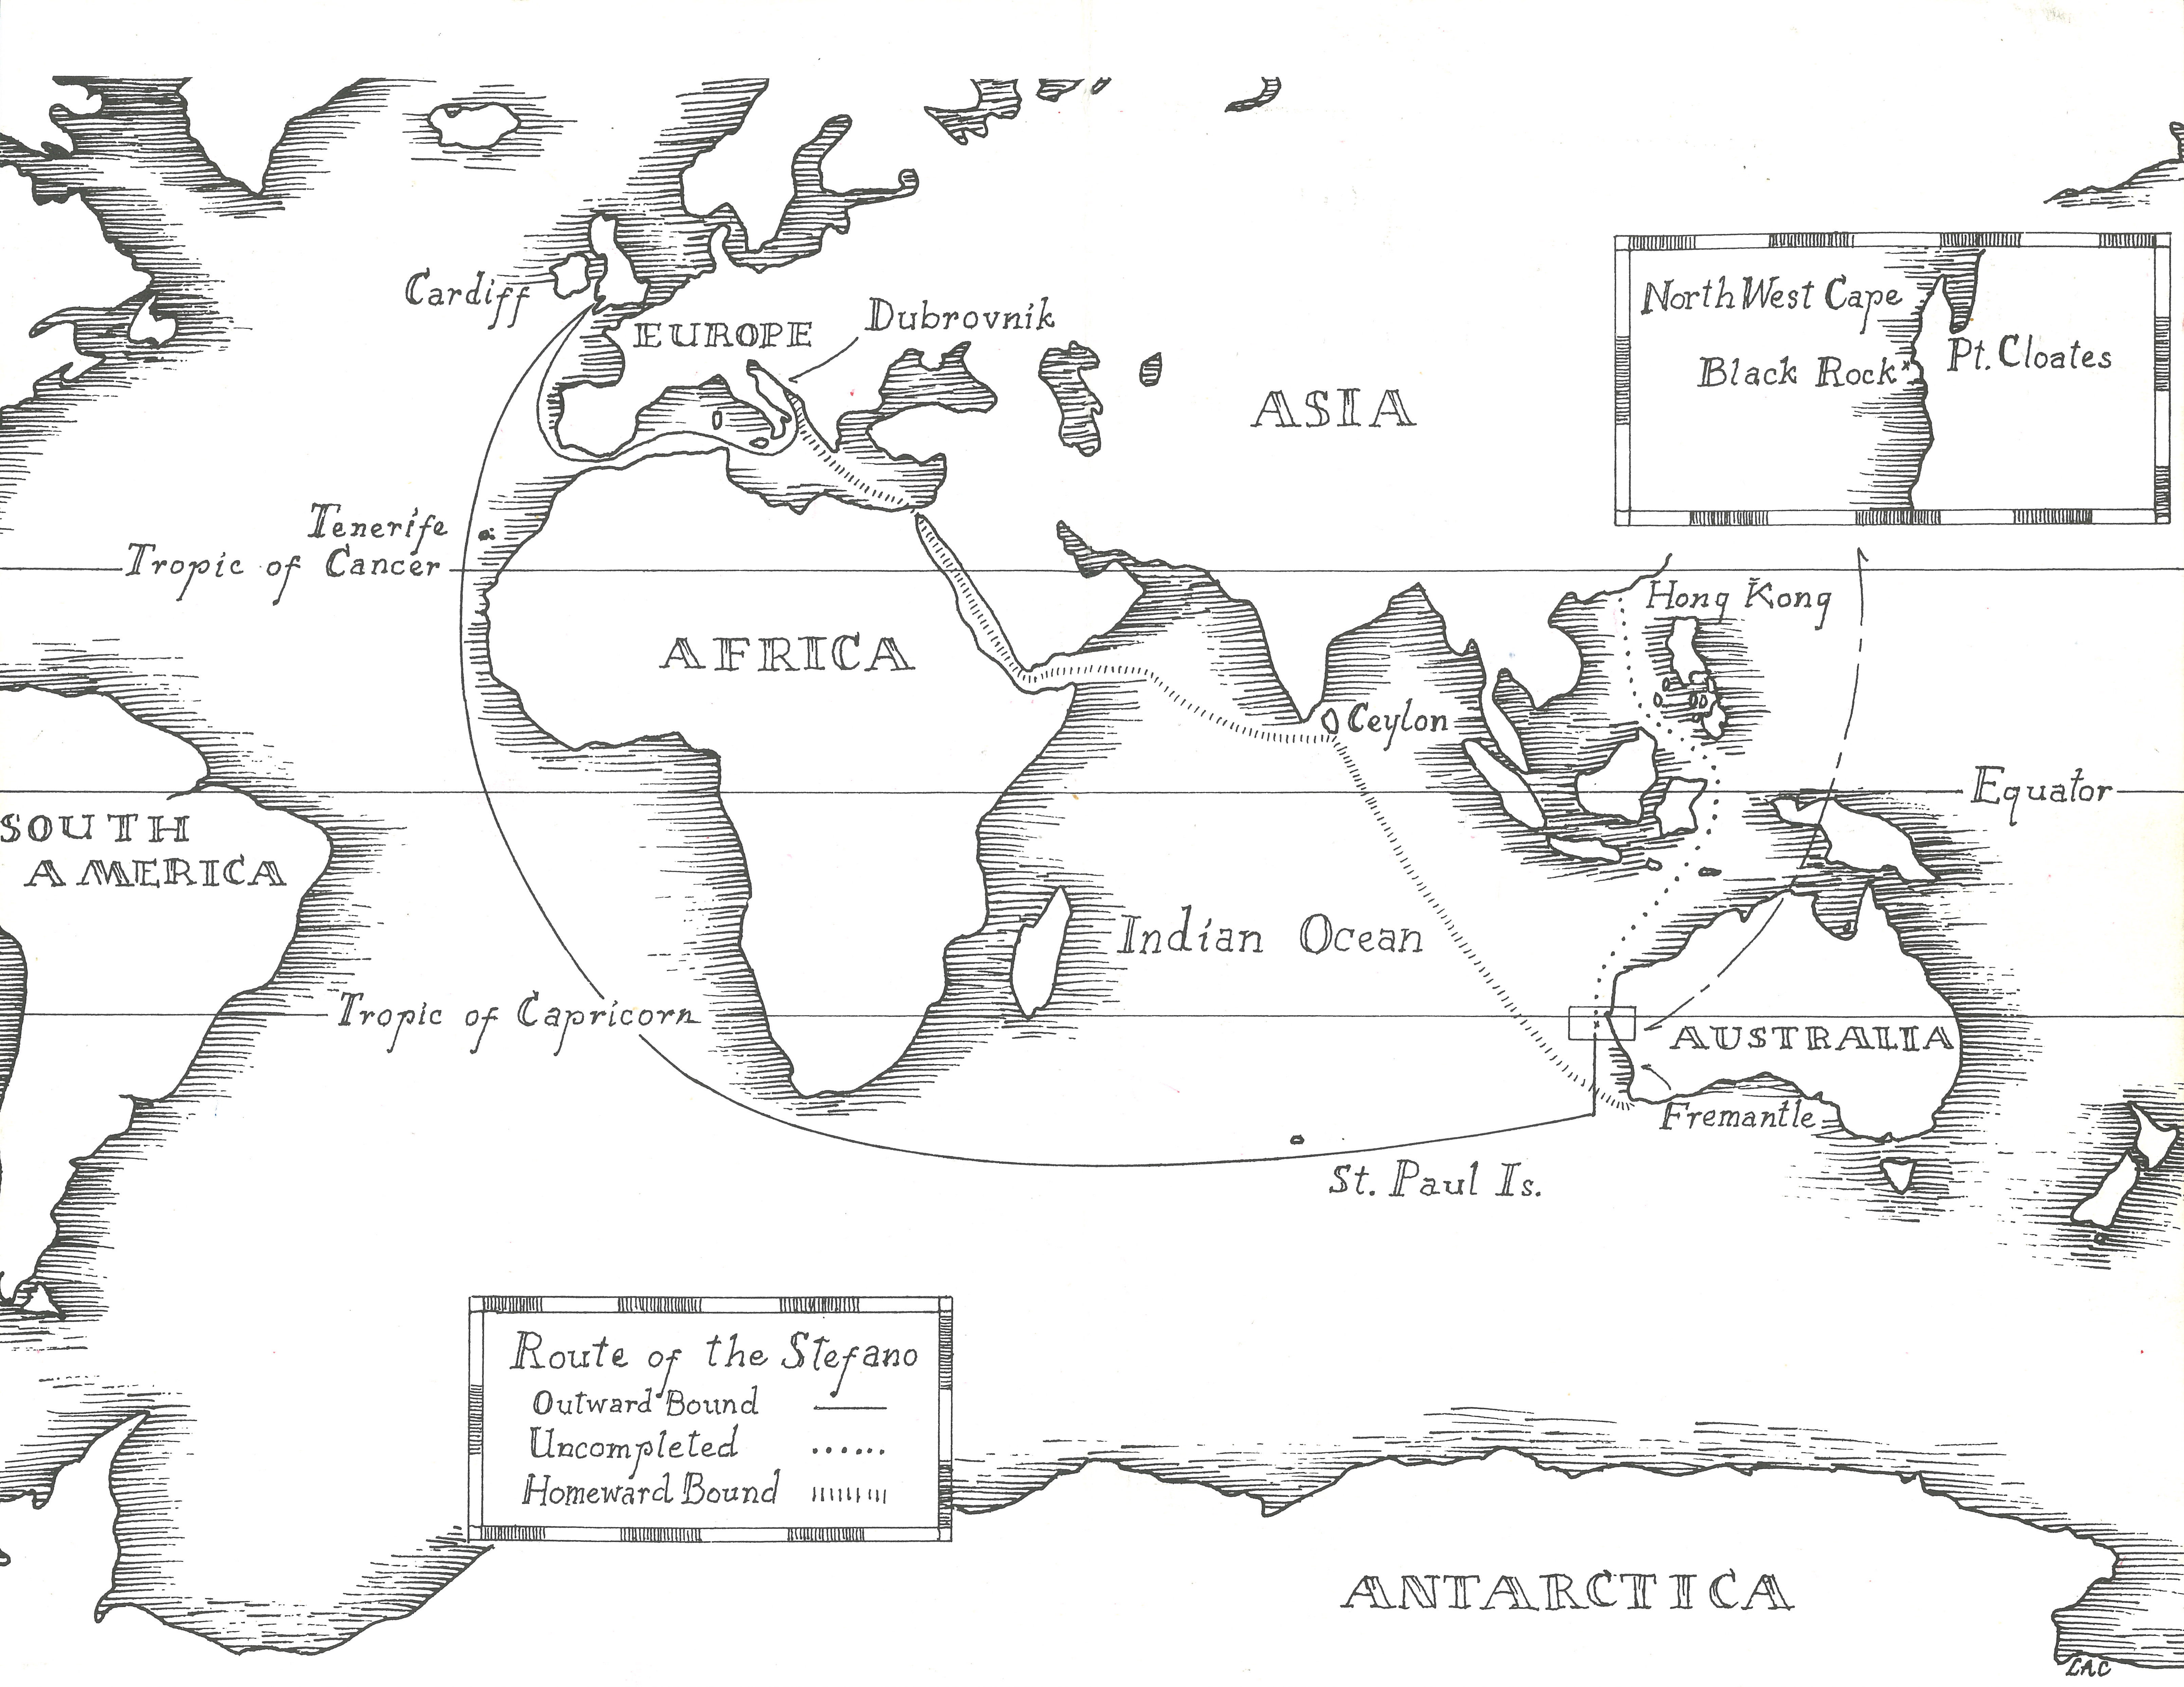 Cardiff
EUROPE
Dubrovnik
ASIA
North West Cape
Black Rock
Pt. Cloates
Tenerife
Tropic of Cancer
Hong Kong
AFRICA
Ceylon
Equator
SOUTH
AMERICA
Indian Ocean
Tropic of Capricorn
AUSTRALIA
Fremantle
St. Paul Is.
Route of the Stefano
Outward Bound
Uncompleted
Homeward Bound
ANTARCTICA
LAC